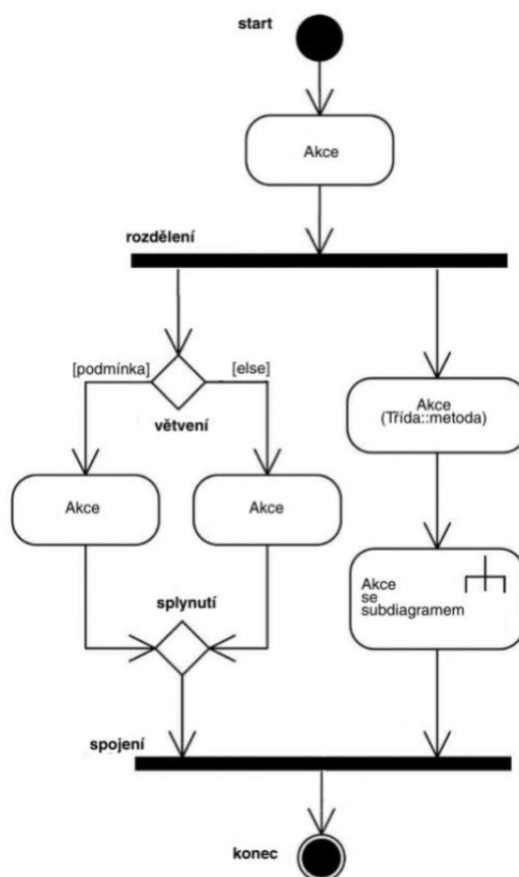 start
Akce
rozdělení
[podmínka]
[else]
větvení
Akce
(Třída::metoda)
Akce
Akce
Akce
se
subdiagramem
splynutí
spojení
konec